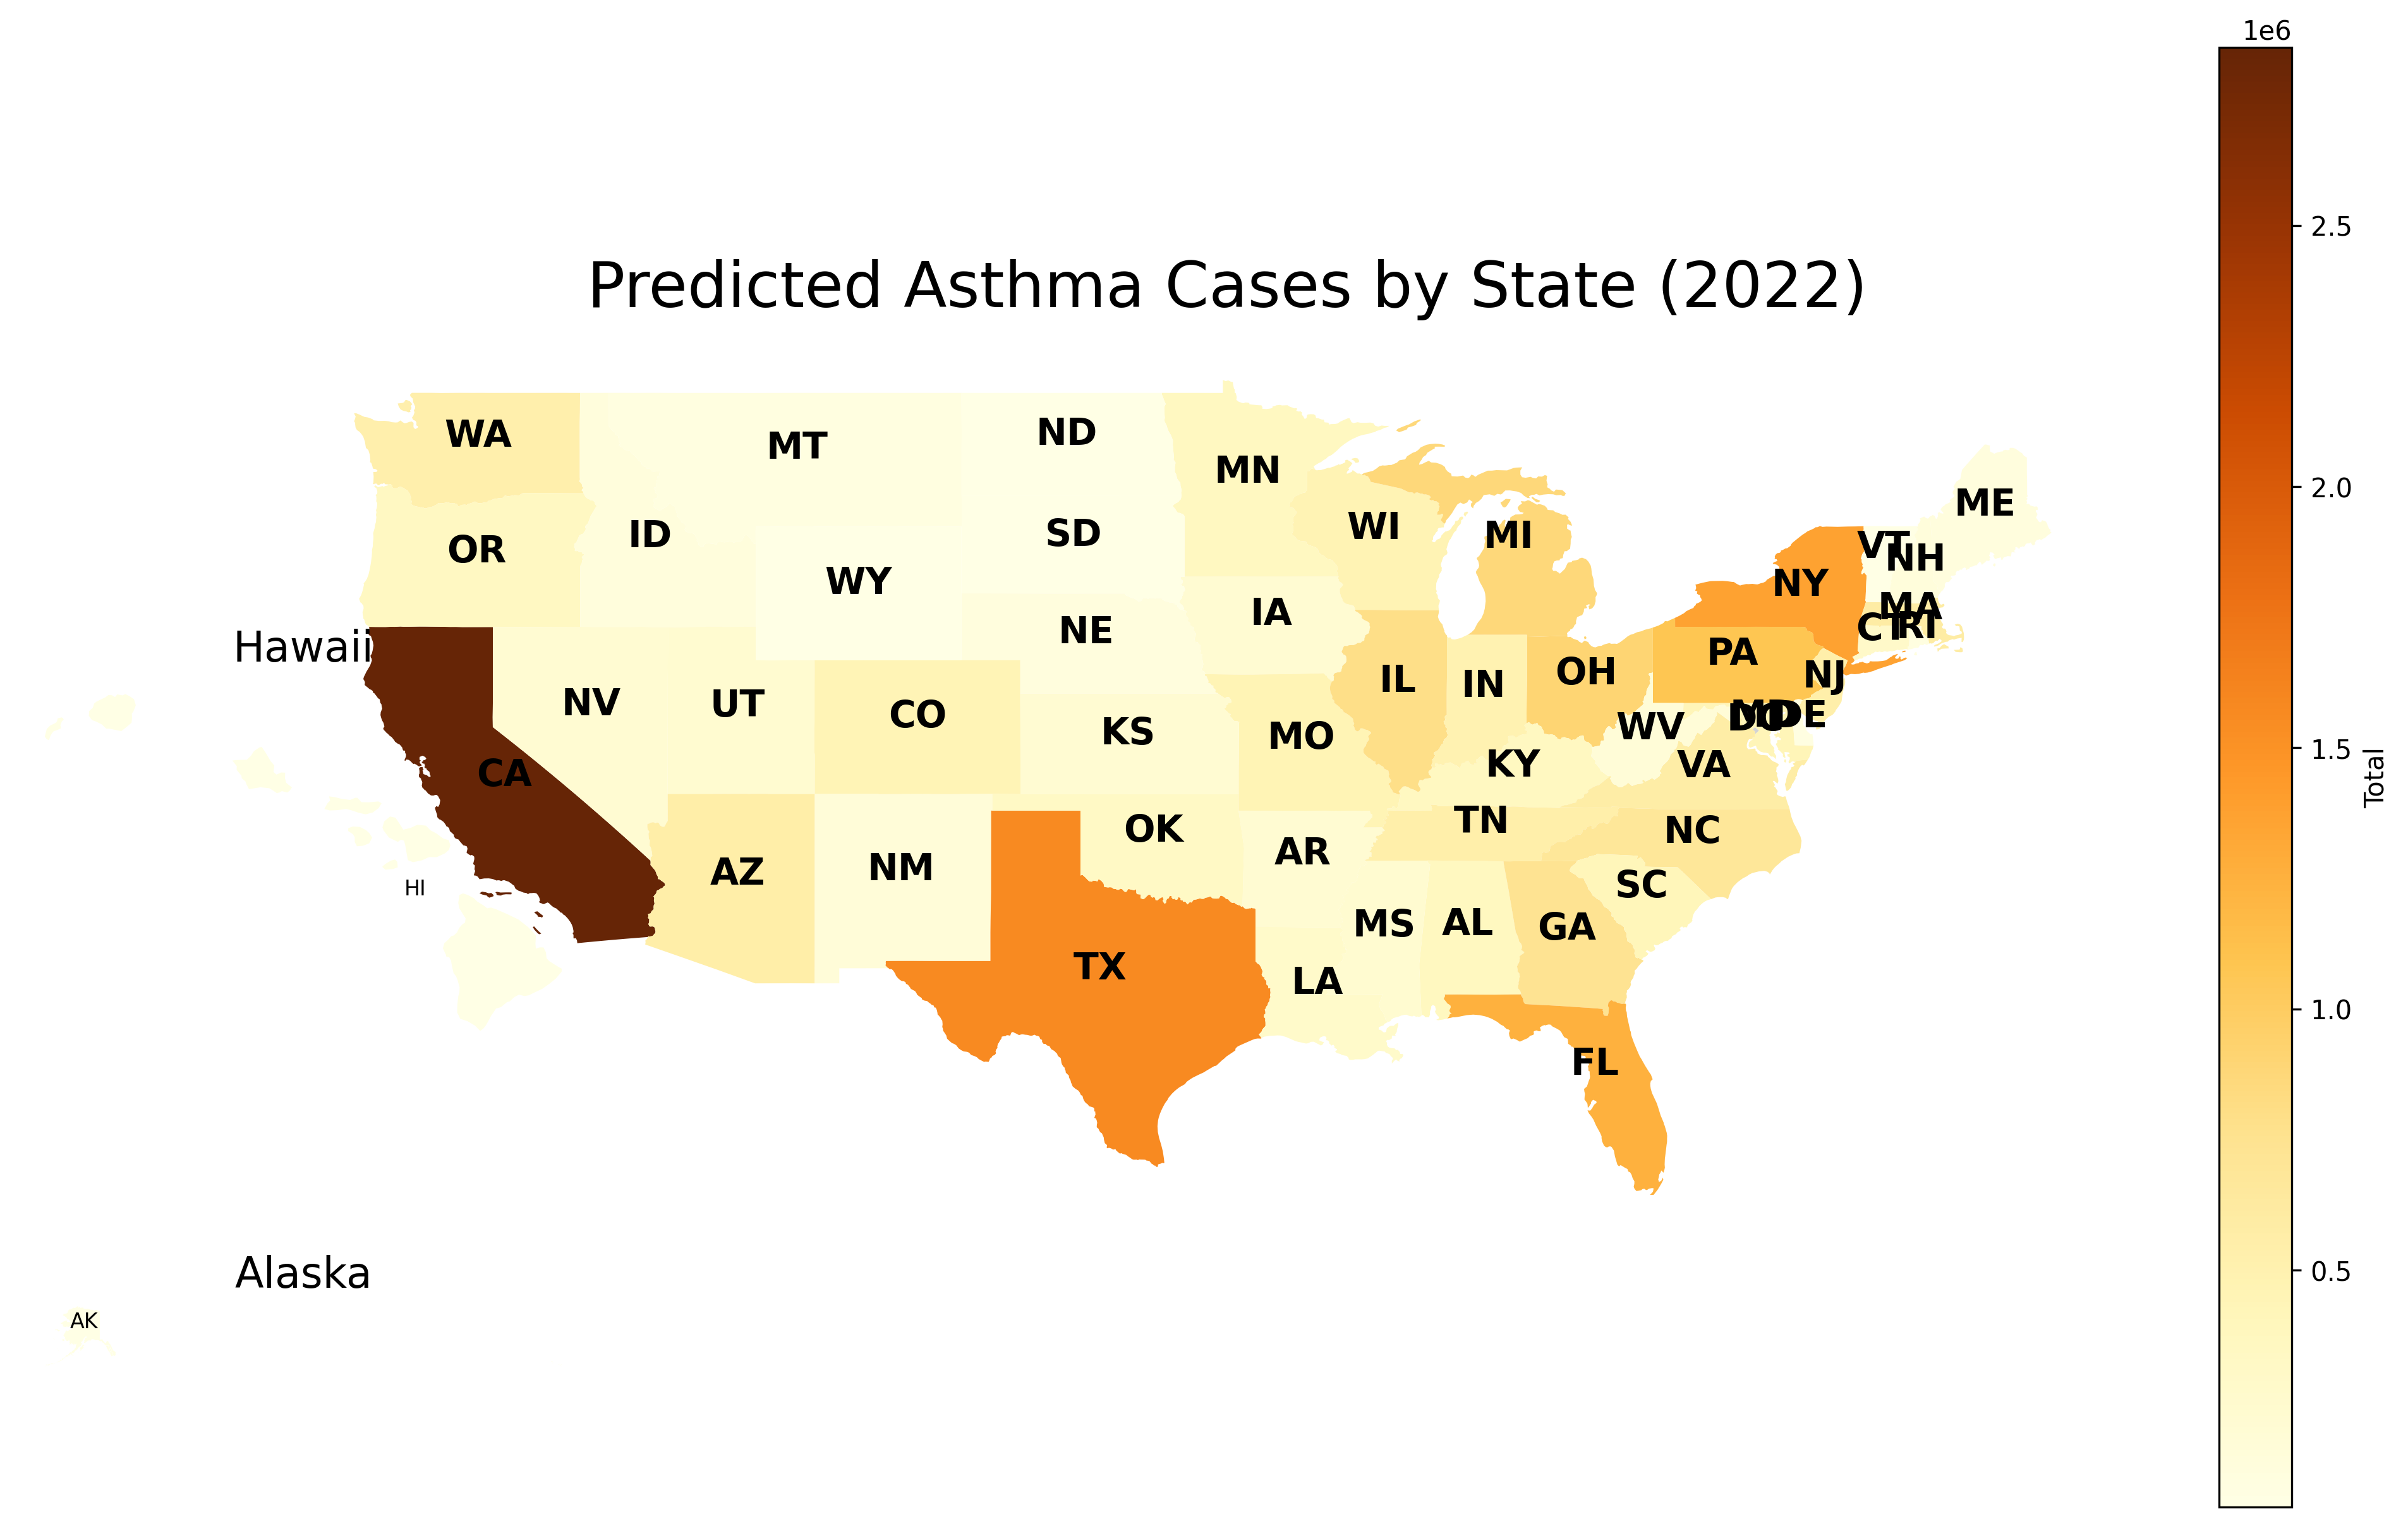 1e6
Predicted Asthma Cases by State (2022)
2.5
2.0
1.5
1.0
0.5
Total
WA
MT
ND
MN
ME
OR
ID
SD
WI
MI
VT
NH
WY
NY
MA
IA
CT
RI
NE
Hawaii
PA
NV
UT
CO
KS
MO
IL
IN
OH
NJ
WV
MD
DC
DE
KY
VA
CA
AZ
NM
OK
AR
TN
NC
HI
SC
MS
AL
GA
TX
LA
FL
Alaska
AK